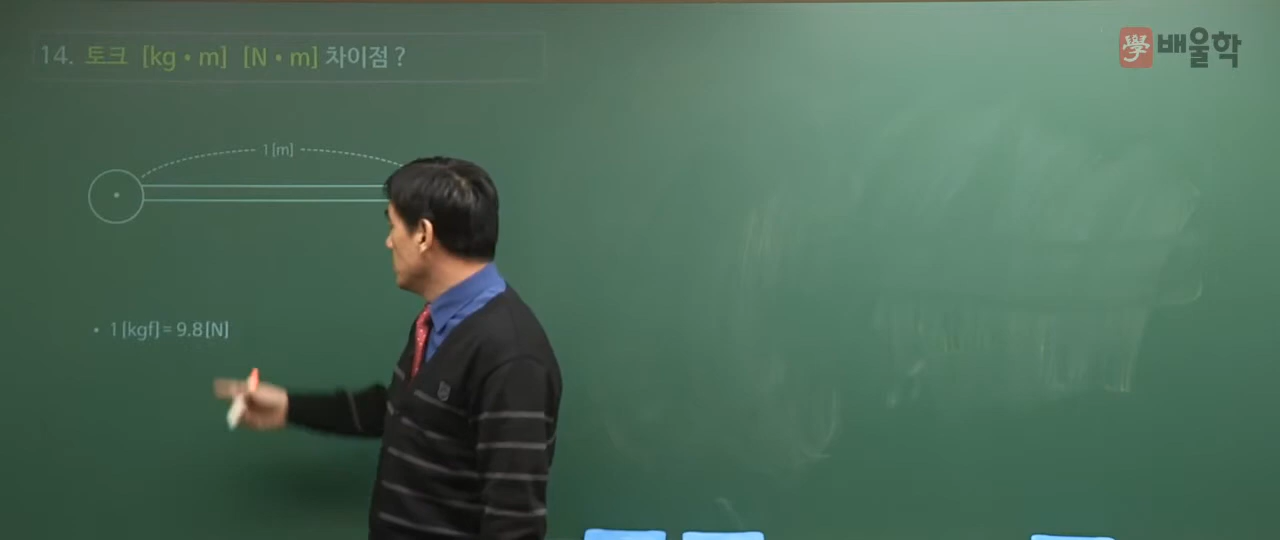 14. 토크 [kg • m] [N • m] 차이점 ?
學 배울학
1 [m]
• 1 [kgf] = 9.8 [N]